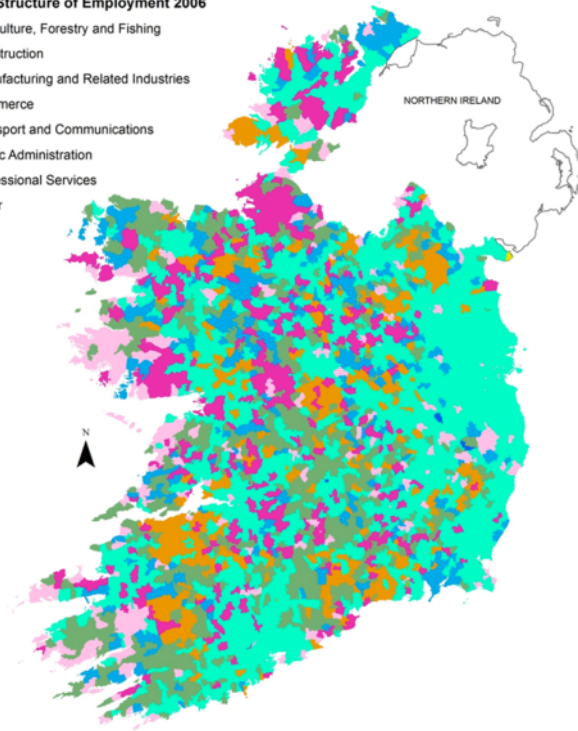 Structure of Employment 2006
ulture, Forestry and Fishing
truction
ufacturing and Related Industries
merce
sport and Communications
c Administration
essional Services
r
NORTHERN IRELAND
N